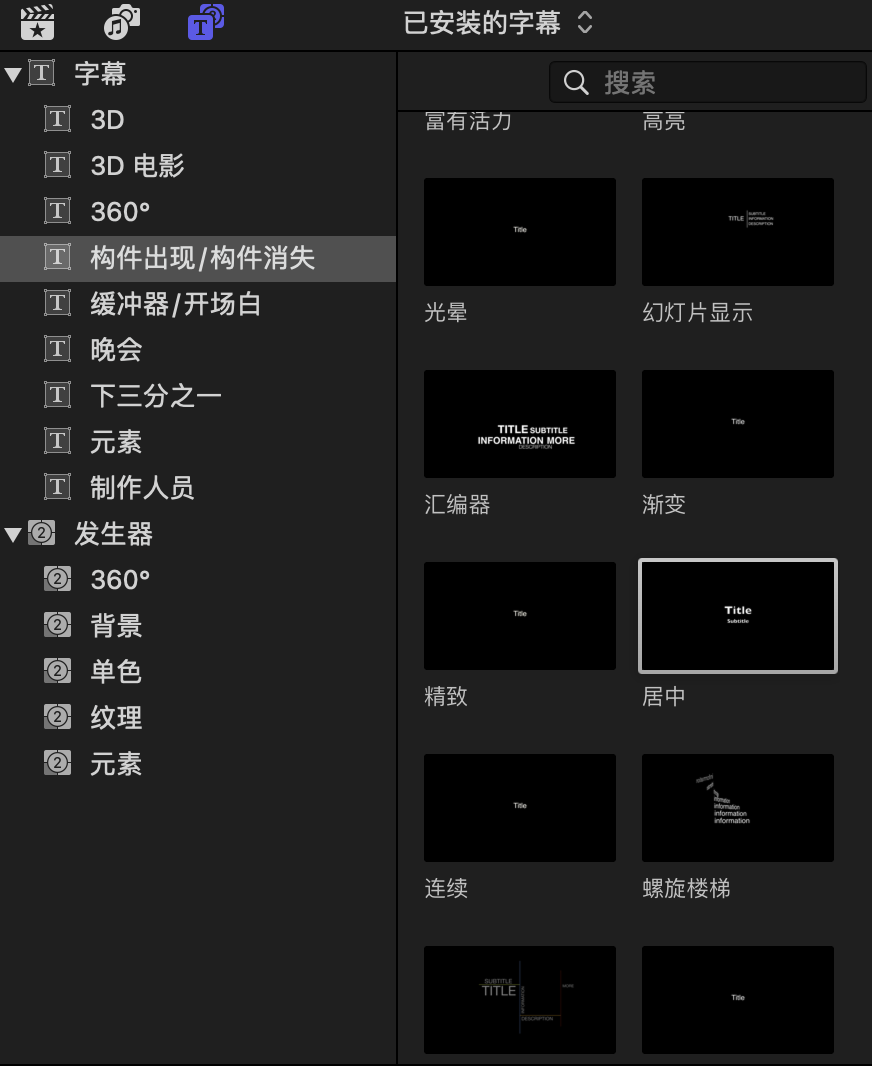 已安装的字幕
字幕
3D
3D 电影
360°
构件出现/构件消失
缓冲器/开场白
晚会
下三分之一
元素
制作人员
发生器
360°
背景
单色
纹理
元素
搜索
富有活力
高亮
Title
TITLE
SUBTITLE
INFORMATION
DESCRIPTION
光晕
幻灯片显示
TITLE SUBTITLE
INFORMATION MORE
DESCRIPTION
Title
汇编器
渐变
Title
Title
Subtitle
精致
居中
Title
information
information
information
连续
螺旋楼梯
SUBTITLE
TITLE
INFORMATION
DESCRIPTION
MORE
Title